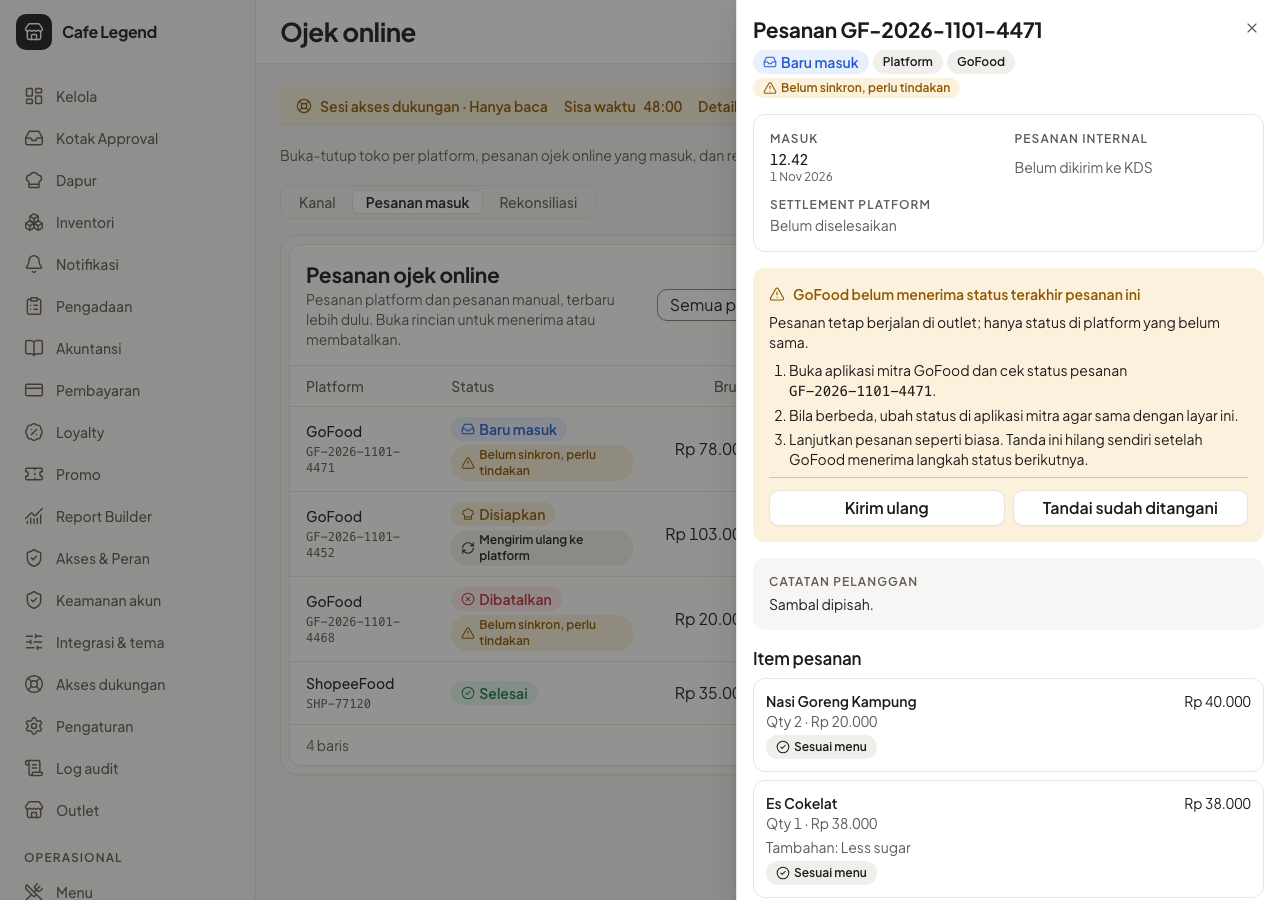 Cafe Legend
Kelola
Kotak Approval
Dapur
Inventori
Notifikasi
Pengadaan
Akuntansi
Pembayaran
Loyalty
Promo
Report Builder
Akses & Peran
Keamanan akun
Integrasi & tema
Akses dukungan
Pengaturan
Log audit
Outlet
OPERASIONAL
Menu
Ojek online
Sesi akses dukungan · Hanya baca Sisa waktu 48:00 Detail
Buka-tutup toko per platform, pesanan ojek online yang masuk, dan re
Kanal Pesanan masuk Rekonsiliasi
Pesanan ojek online
Pesanan platform dan pesanan manual, terbaru
lebih dulu. Buka rincian untuk menerima atau
membatalkan.
Semua p
Platform Status Bru
GoFood
GF-2026-1101-
4471
Baru masuk
Belum sinkron, perlu
tindakan
Rp 78.00
GoFood
GF-2026-1101-
4452
Disiapkan
Mengirim ulang ke
platform
Rp 103.00
GoFood
GF-2026-1101-
4468
Dibatalkan
Belum sinkron, perlu
tindakan
Rp 20.00
ShopeeFood
SHP-77120
Selesai
Rp 35.00
4 baris
Pesanan GF-2026-1101-4471
Baru masuk Platform GoFood
Belum sinkron, perlu tindakan
MASUK
12.42
1 Nov 2026
PESANAN INTERNAL
Belum dikirim ke KDS
SETTLEMENT PLATFORM
Belum diselesaikan
GoFood belum menerima status terakhir pesanan ini
Pesanan tetap berjalan di outlet; hanya status di platform yang belum
sama.
1. Buka aplikasi mitra GoFood dan cek status pesanan
GF-2026-1101-4471.
2. Bila berbeda, ubah status di aplikasi mitra agar sama dengan layar ini.
3. Lanjutkan pesanan seperti biasa. Tanda ini hilang sendiri setelah
GoFood menerima langkah status berikutnya.
Kirim ulang Tandai sudah ditangani
CATATAN PELANGGAN
Sambal dipisah.
Item pesanan
Nasi Goreng Kampung Rp 40.000
Qty 2 · Rp 20.000
Sesuai menu
Es Cokelat Rp 38.000
Qty 1 · Rp 38.000
Tambahan: Less sugar
Sesuai menu